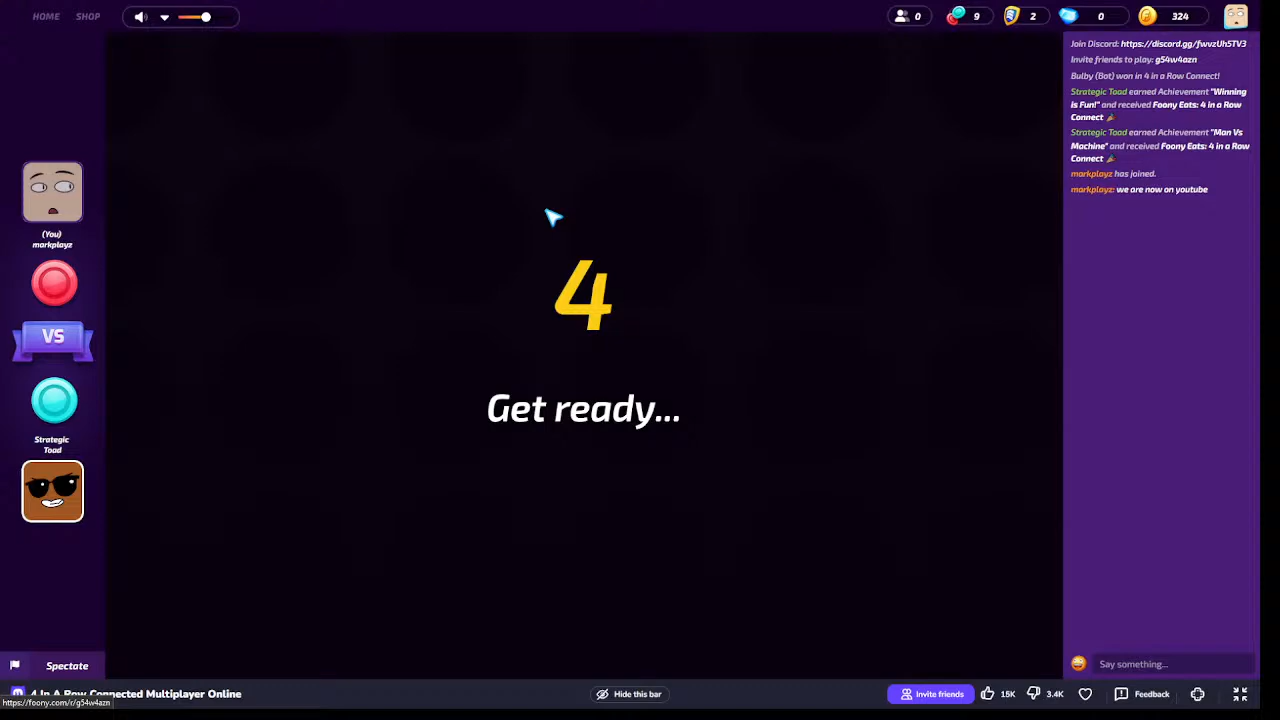 HOME SHOP
0 9 2 0 324
Join Discord: https://discord.gg/fwvzUh5TV3
Invite friends to play: g54w4azn
Bulby (Bot) won in 4 in a Row Connect!
Strategic Toad earned Achievement "Winning
is Fun!" and received Foony Eats: 4 in a Row
Connect
Strategic Toad earned Achievement "Man Vs
Machine" and received Foony Eats: 4 in a Row
Connect
markplayz has joined.
markplayz: we are now on youtube
(You)
markplayz
VS
Strategic
Toad
4
Get ready...
Spectate
Say something...
4 In A Row Connected Multiplayer Online
Hide this bar
Invite friends
15K
3.4K
Feedback
https://foony.com/r/g54w4azn